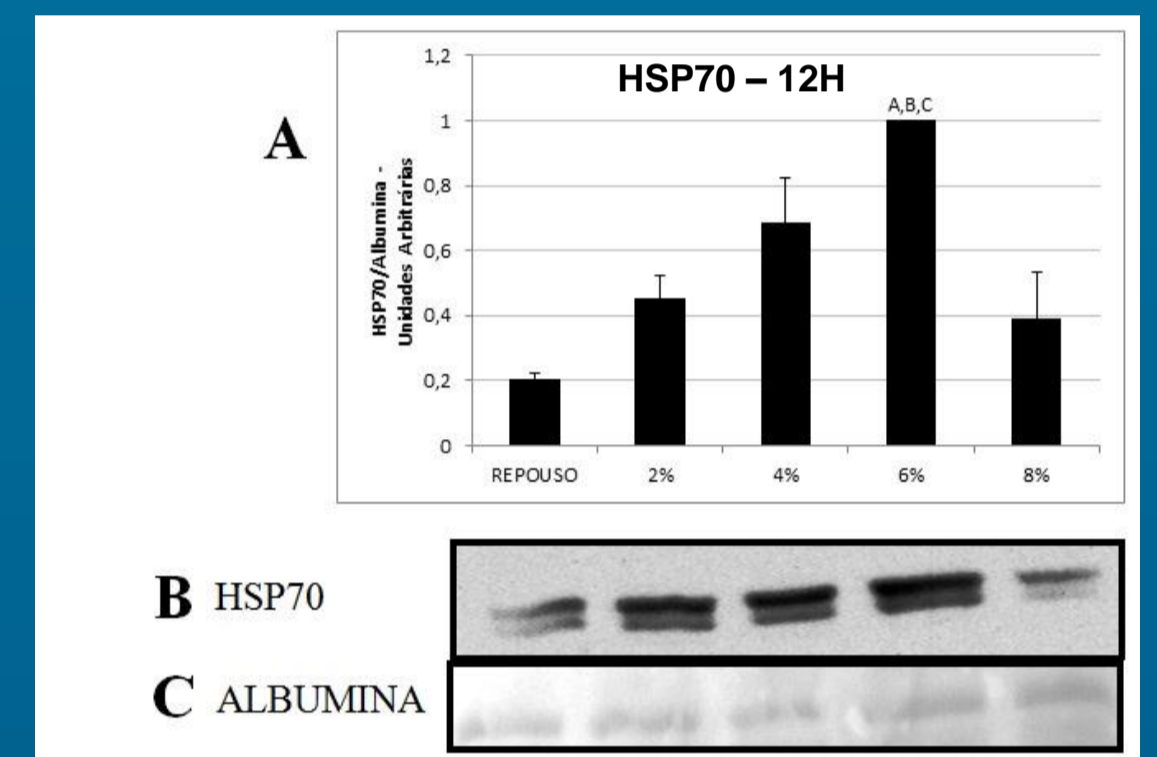 A
HSP70 – 12H
HSP70/Albumina -
Unidades Arbitrárias
1,2
1
0,8
0,6
0,4
0,2
0
A,B,C
REPOUSO 2% 4% 6% 8%
B HSP70
C ALBUMINA